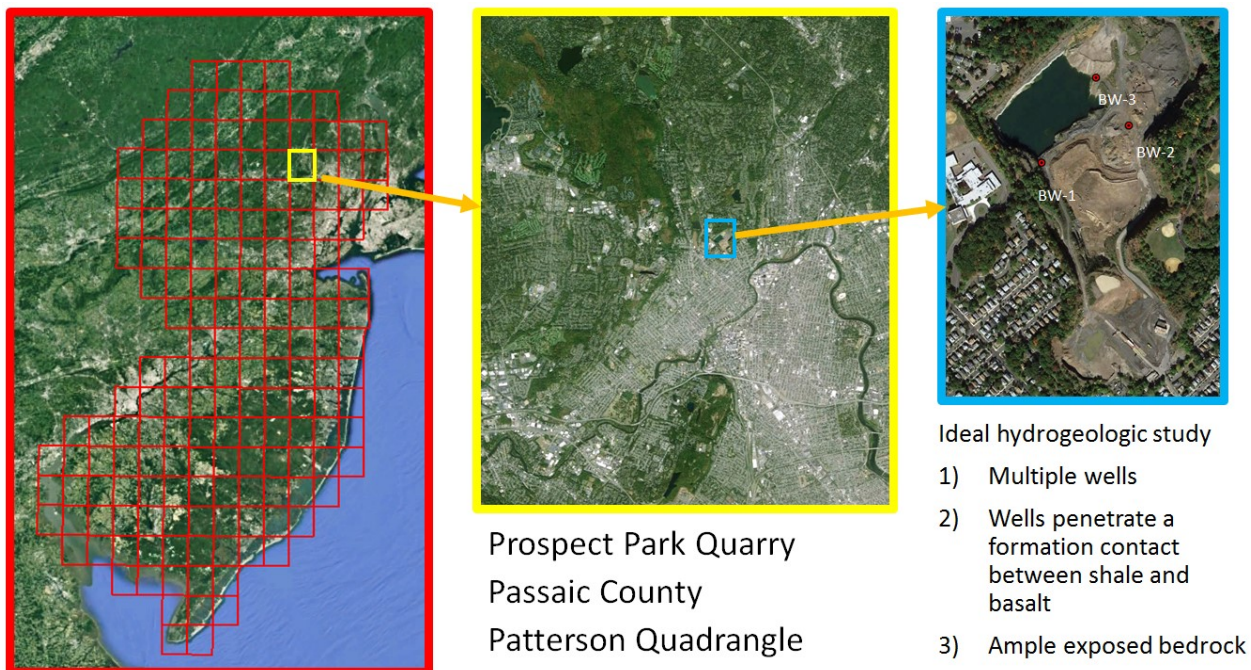 BW-3
BW-2
BW-1
Prospect Park Quarry
Passaic County
Patterson Quadrangle
Ideal hydrogeologic study
1) Multiple wells
2) Wells penetrate a
formation contact
between shale and
basalt
3) Ample exposed bedrock